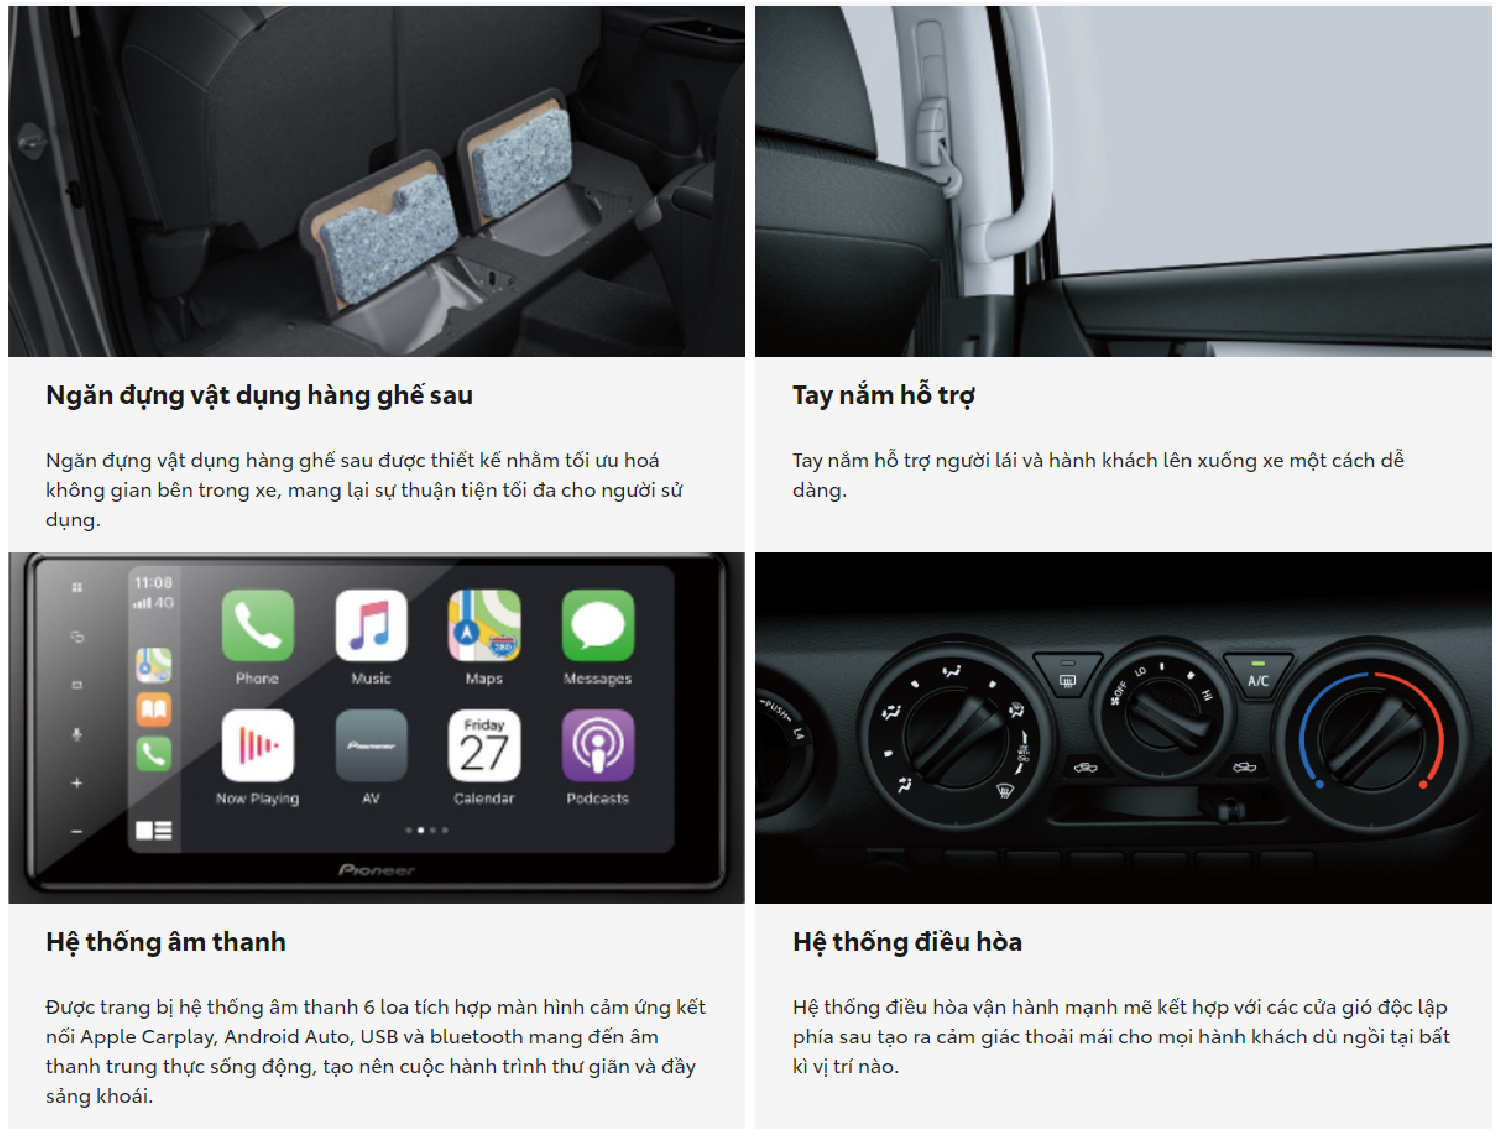 Ngăn đựng vật dụng hàng ghế sau
Ngăn đựng vật dụng hàng ghế sau được thiết kế nhằm tối ưu hoá
không gian bên trong xe, mang lại sự thuận tiện tối đa cho người sử
dụng.
Tay nắm hỗ trợ
Tay nắm hỗ trợ người lái và hành khách lên xuống xe một cách dễ
dàng.
11:08
4G
Phone
Music
Maps
280
Messages
Pioneer
Friday
27
Now Playing
AV
Calendar
Podcasts
Pioneer
Hệ thống âm thanh
Được trang bị hệ thống âm thanh 6 loa tích hợp màn hình cảm ứng kết
nối Apple Carplay, Android Auto, USB và bluetooth mang đến âm
thanh trung thực sống động, tạo nên cuộc hành trình thư giãn và đầy
sảng khoái.
PUSH
L4
OFF
LO
HI
A/C
Hệ thống điều hòa
Hệ thống điều hòa vận hành mạnh mẽ kết hợp với các cửa gió độc lập
phía sau tạo ra cảm giác thoải mái cho mọi hành khách dù ngồi tại bất
kì vị trí nào.